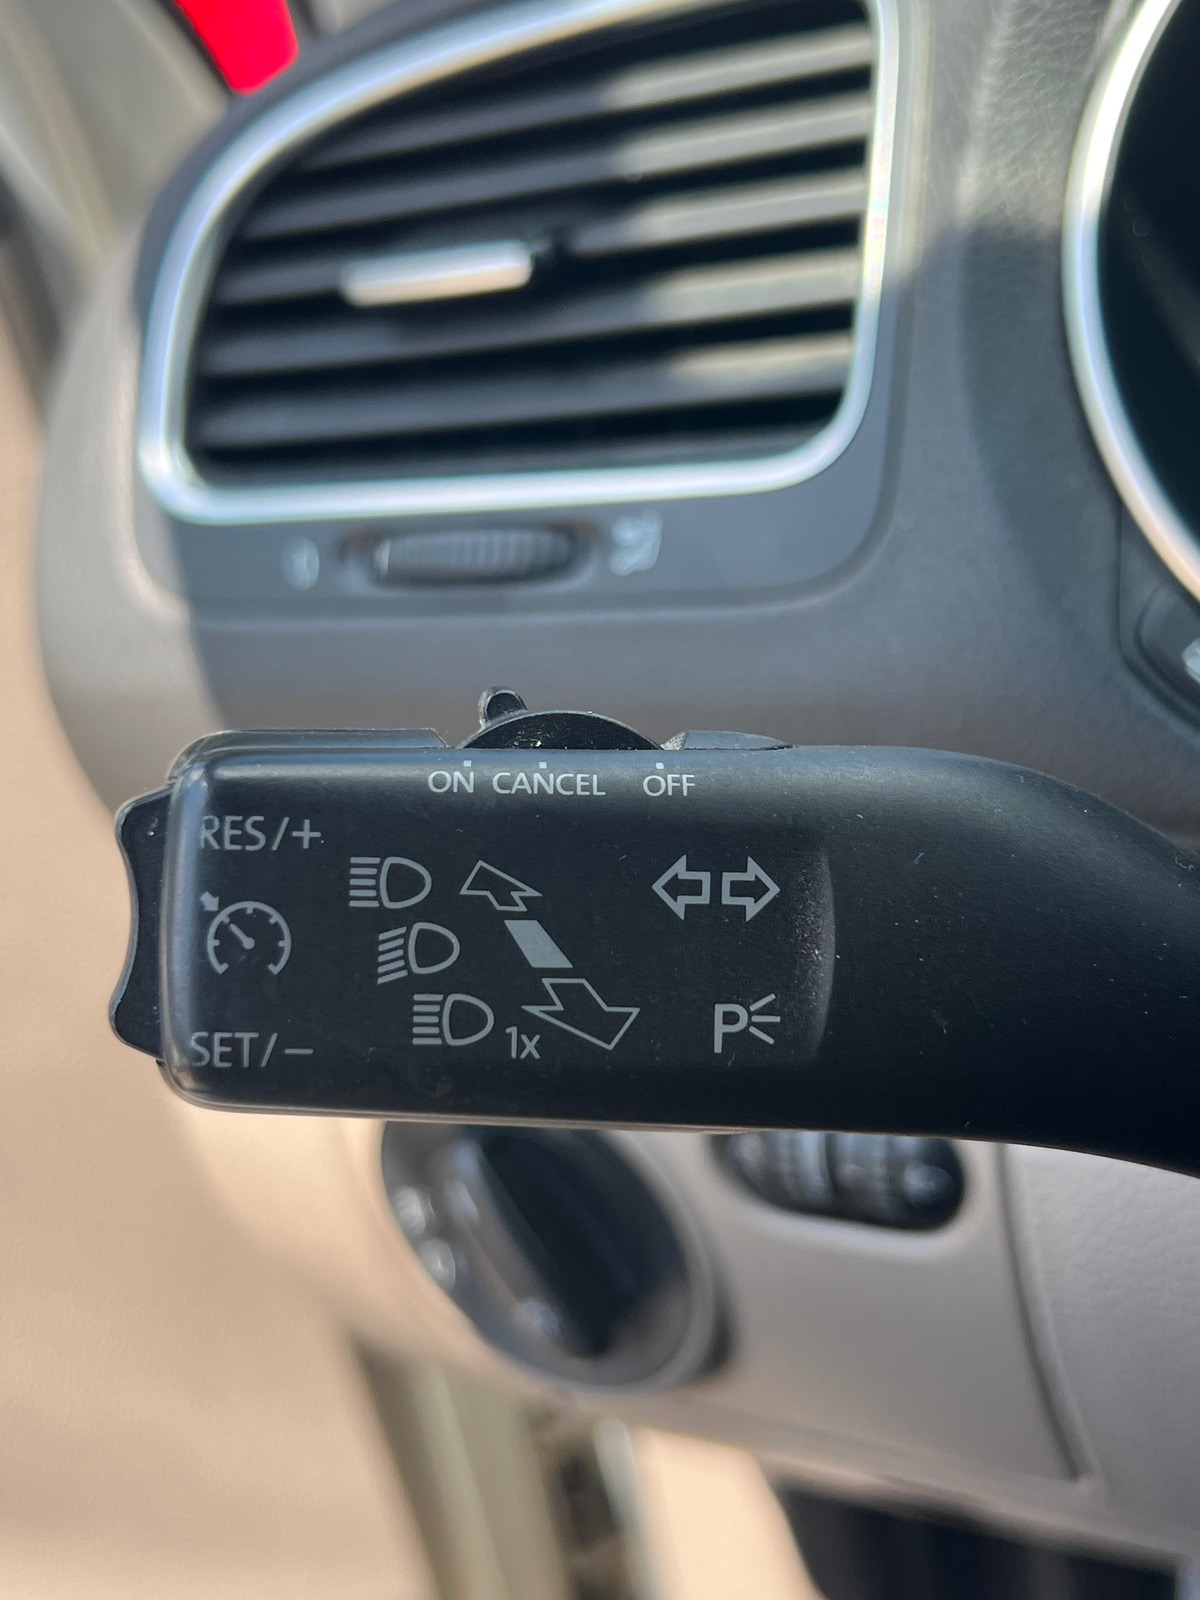 ON CANCEL OFF
RES/+
SET/−
1x
P